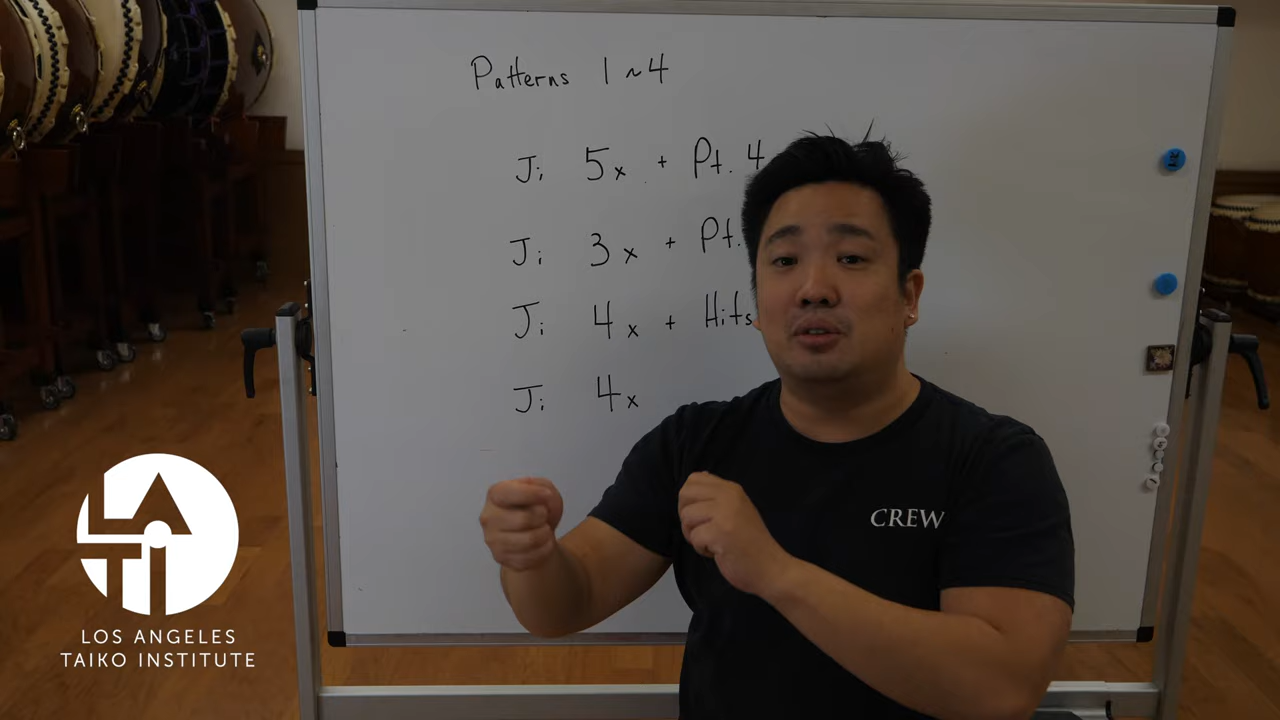 Patterns 1 ~ 4
Ji 5x + Pt. 4
Ji 3x + Pt.
Ji 4x + Hits
Ji 4x
CREW
LATI
LOS ANGELES
TAIKO INSTITUTE